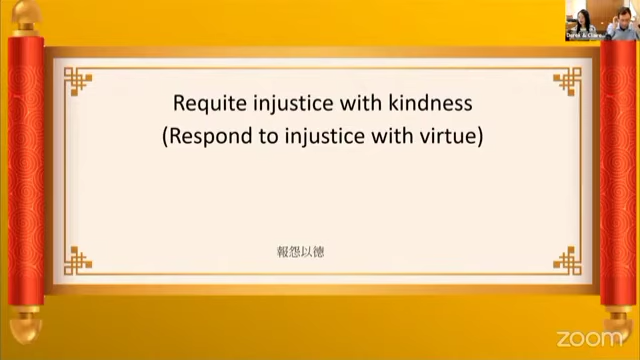 Requite injustice with kindness
(Respond to injustice with virtue)
報怨以德
zoom